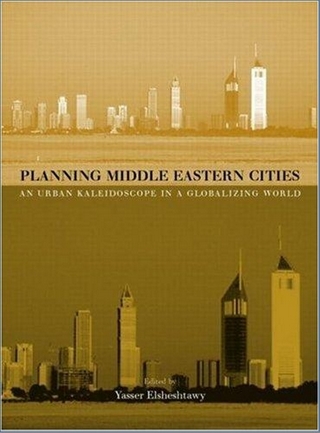 PLANNING MIDDLE EASTERN CITIES
AN URBAN KALEIDOSCOPE IN A GLOBALIZING WORLD
Edited by
Yasser Elsheshtawy